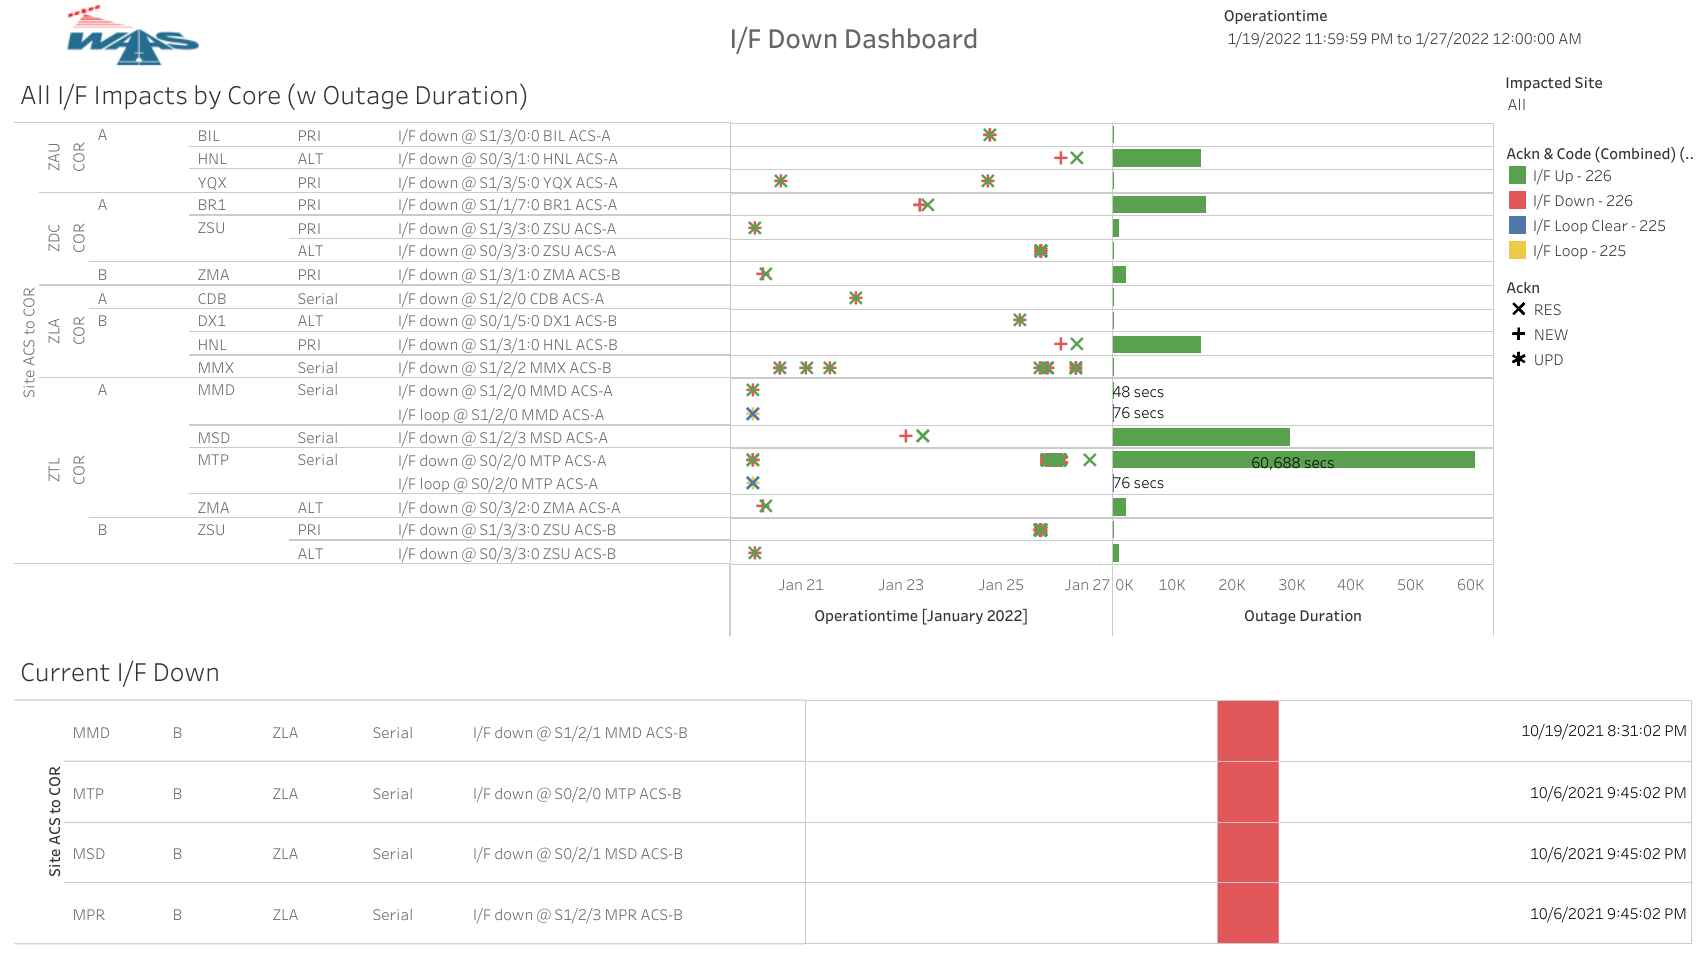 WAAS
I/F Down Dashboard
Operationtime
1/19/2022 11:59:59 PM to 1/27/2022 12:00:00 AM
All I/F Impacts by Core (w Outage Duration)
Impacted Site
All
Ackn & Code (Combined) (..
I/F Up - 226
I/F Down - 226
I/F Loop Clear - 225
I/F Loop - 225
Ackn
RES
NEW
UPD
Site ACS to COR
ZAU COR A BIL PRI I/F down @ S1/3/0:0 BIL ACS-A
HNL ALT I/F down @ S0/3/1:0 HNL ACS-A
YQX PRI I/F down @ S1/3/5:0 YQX ACS-A
ZDC COR A BR1 PRI I/F down @ S1/1/7:0 BR1 ACS-A
ZSU PRI I/F down @ S1/3/3:0 ZSU ACS-A
ALT I/F down @ S0/3/3:0 ZSU ACS-A
B ZMA PRI I/F down @ S1/3/1:0 ZMA ACS-B
ZLA COR A CDB Serial I/F down @ S1/2/0 CDB ACS-A
B DX1 ALT I/F down @ S0/1/5:0 DX1 ACS-B
HNL PRI I/F down @ S1/3/1:0 HNL ACS-B
MMX Serial I/F down @ S1/2/2 MMX ACS-B
ZTL COR A MMD Serial I/F down @ S1/2/0 MMD ACS-A 48 secs
I/F loop @ S1/2/0 MMD ACS-A 76 secs
MSD Serial I/F down @ S1/2/3 MSD ACS-A
MTP Serial I/F down @ S0/2/0 MTP ACS-A 60,688 secs
I/F loop @ S0/2/0 MTP ACS-A 76 secs
ZMA ALT I/F down @ S0/3/2:0 ZMA ACS-A
B ZSU PRI I/F down @ S1/3/3:0 ZSU ACS-B
ALT I/F down @ S0/3/3:0 ZSU ACS-B
Jan 21 Jan 23 Jan 25 Jan 27 0K 10K 20K 30K 40K 50K 60K
Operationtime [January 2022] Outage Duration
Current I/F Down
Site ACS to COR
MMD B ZLA Serial I/F down @ S1/2/1 MMD ACS-B 10/19/2021 8:31:02 PM
MTP B ZLA Serial I/F down @ S0/2/0 MTP ACS-B 10/6/2021 9:45:02 PM
MSD B ZLA Serial I/F down @ S0/2/1 MSD ACS-B 10/6/2021 9:45:02 PM
MPR B ZLA Serial I/F down @ S1/2/3 MPR ACS-B 10/6/2021 9:45:02 PM